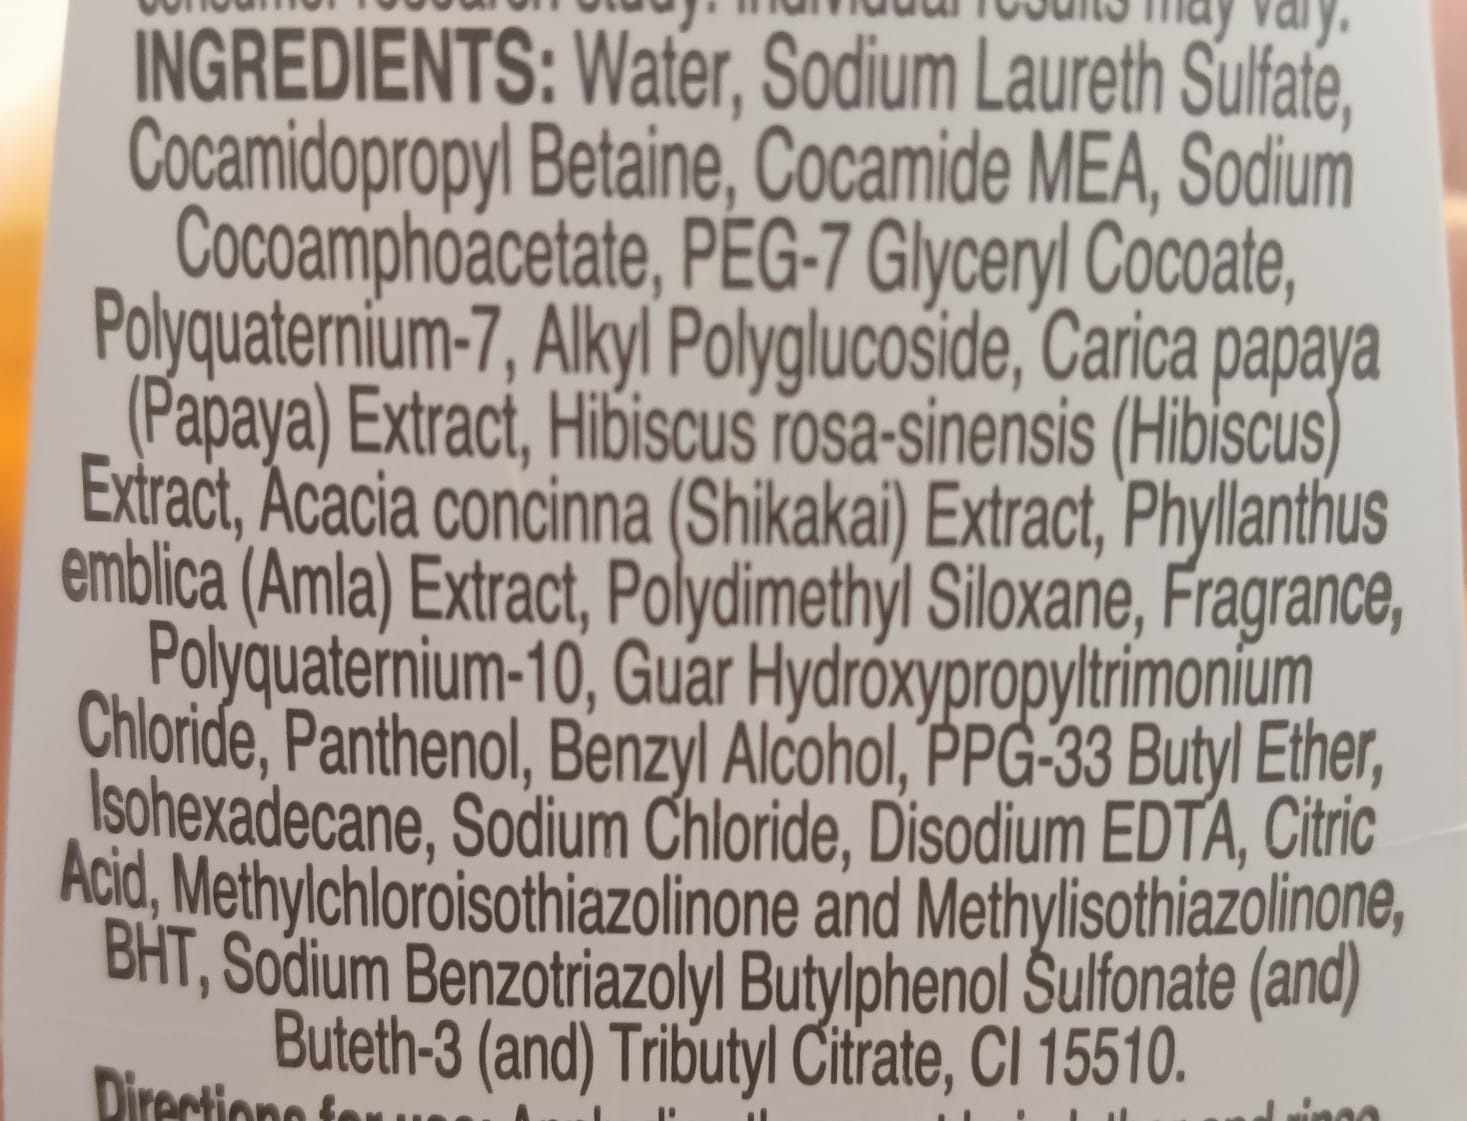 consumer research study. Individual results may vary.
INGREDIENTS: Water, Sodium Laureth Sulfate,
Cocamidopropyl Betaine, Cocamide MEA, Sodium
Cocoamphoacetate, PEG-7 Glyceryl Cocoate,
Polyquaternium-7, Alkyl Polyglucoside, Carica papaya
(Papaya) Extract, Hibiscus rosa-sinensis (Hibiscus)
Extract, Acacia concinna (Shikakai) Extract, Phyllanthus
emblica (Amla) Extract, Polydimethyl Siloxane, Fragrance,
Polyquaternium-10, Guar Hydroxypropyltrimonium
Chloride, Panthenol, Benzyl Alcohol, PPG-33 Butyl Ether,
Isohexadecane, Sodium Chloride, Disodium EDTA, Citric
Acid, Methylchloroisothiazolinone and Methylisothiazolinone,
BHT, Sodium Benzotriazolyl Butylphenol Sulfonate (and)
Buteth-3 (and) Tributyl Citrate, CI 15510.
Directions for use: